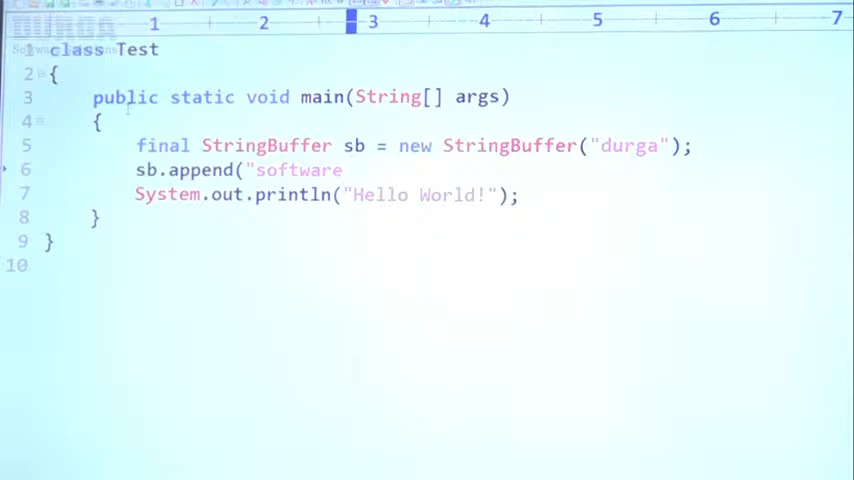 1 2 3 4 5 6 7
1 class Test
2 {
3 public static void main(String[] args)
4 {
5 final StringBuffer sb = new StringBuffer("durga");
6 sb.append("software
7 System.out.println("Hello World!");
8 }
9 }
10